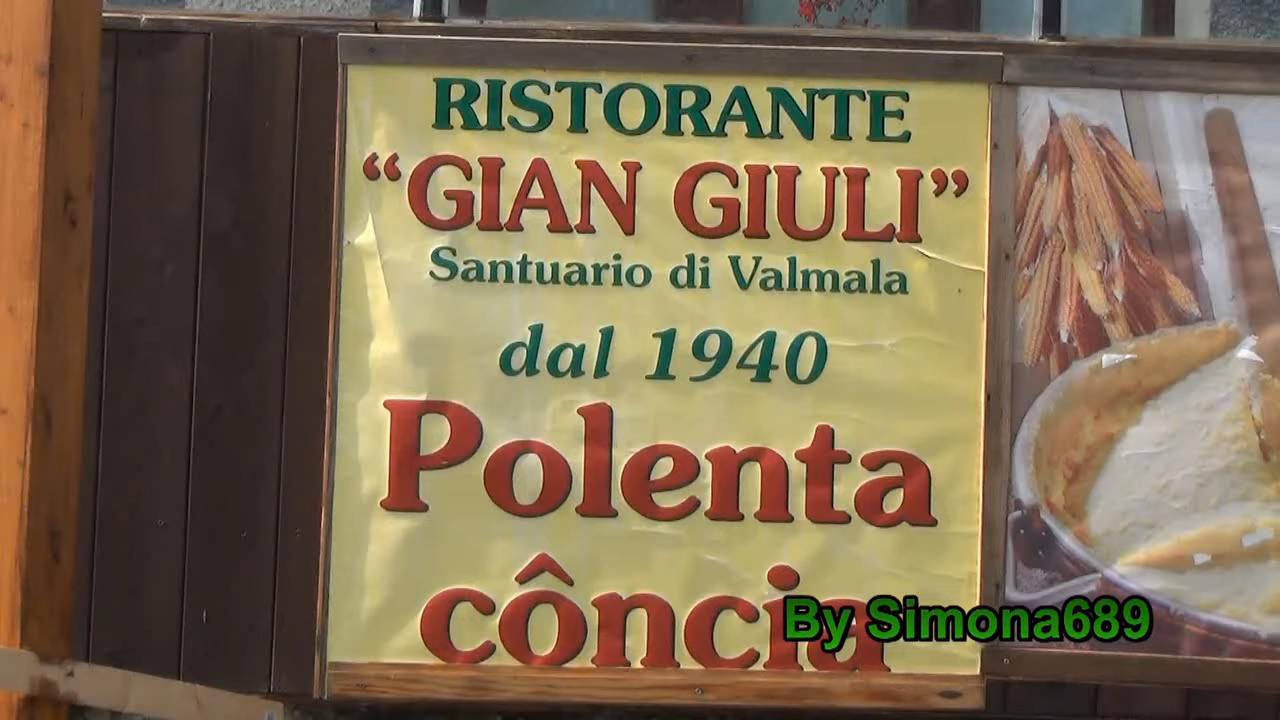 RISTORANTE
“GIAN GIULI”
Santuario di Valmala
dal 1940
Polenta
côncia
By Simona689